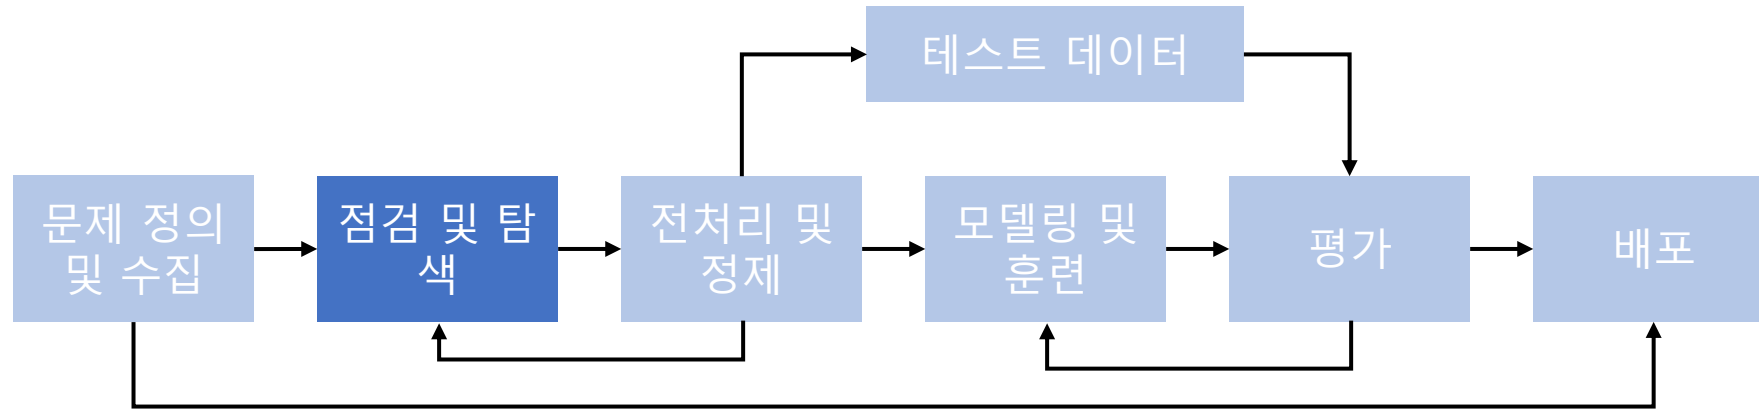 테스트 데이터
문제 정의
및 수집
점검 및 탐
색
전처리 및
정제
모델링 및
훈련
평가
배포